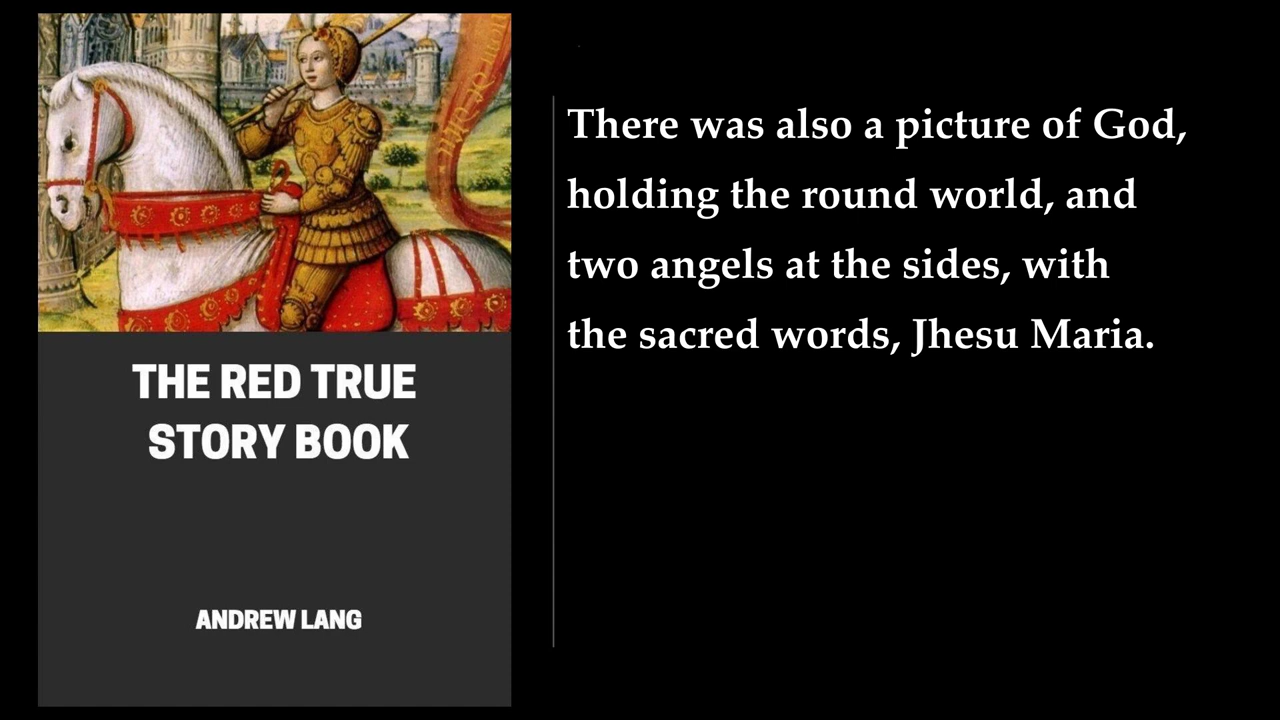 THE RED TRUE
STORY BOOK
ANDREW LANG
There was also a picture of God,
holding the round world, and
two angels at the sides, with
the sacred words, Jhesu Maria.